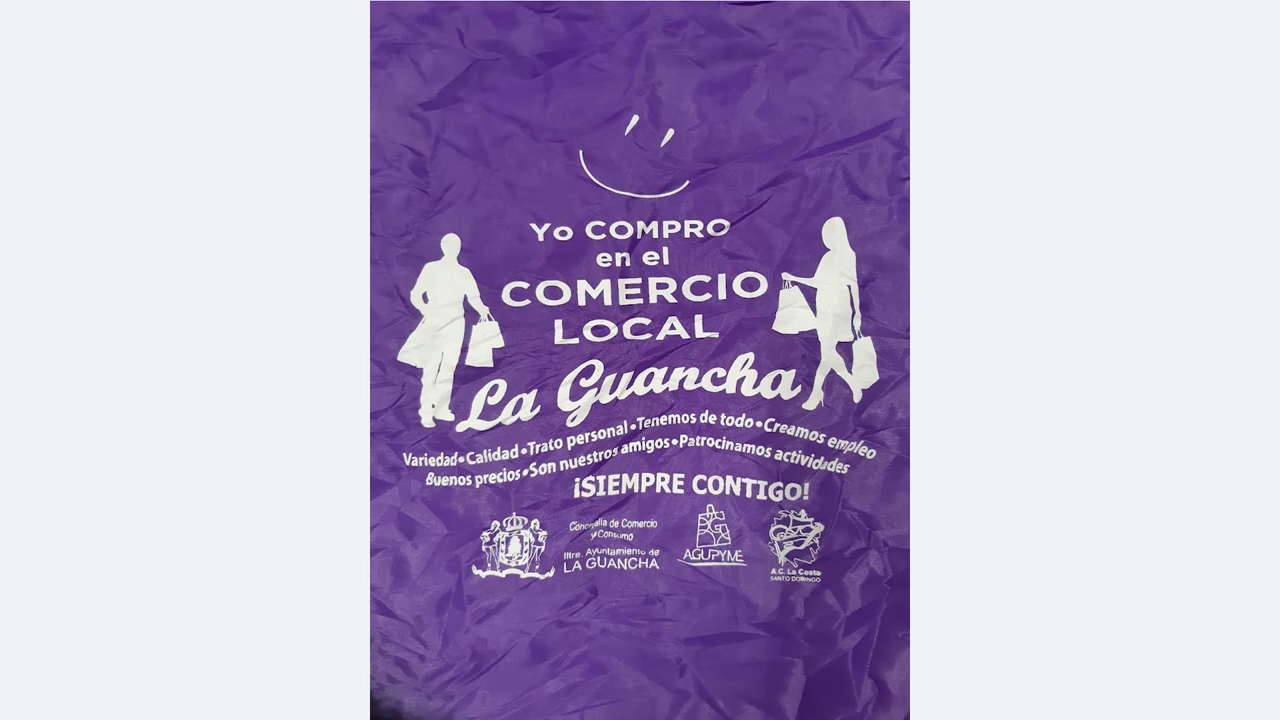 Yo COMPRO
en el
COMERCIO
LOCAL
La Guancha
Variedad•Calidad•Trato personal•Tenemos de todo•Creamos empleo
Buenos precios•Son nuestros amigos•Patrocinamos actividades
¡SIEMPRE CONTIGO!
Concejalia de Comercio
y Consumo
Iltre. Ayuntamiento de
LA GUANCHA
AGUPYME
A.C. La Costa
SANTO DOMINGO